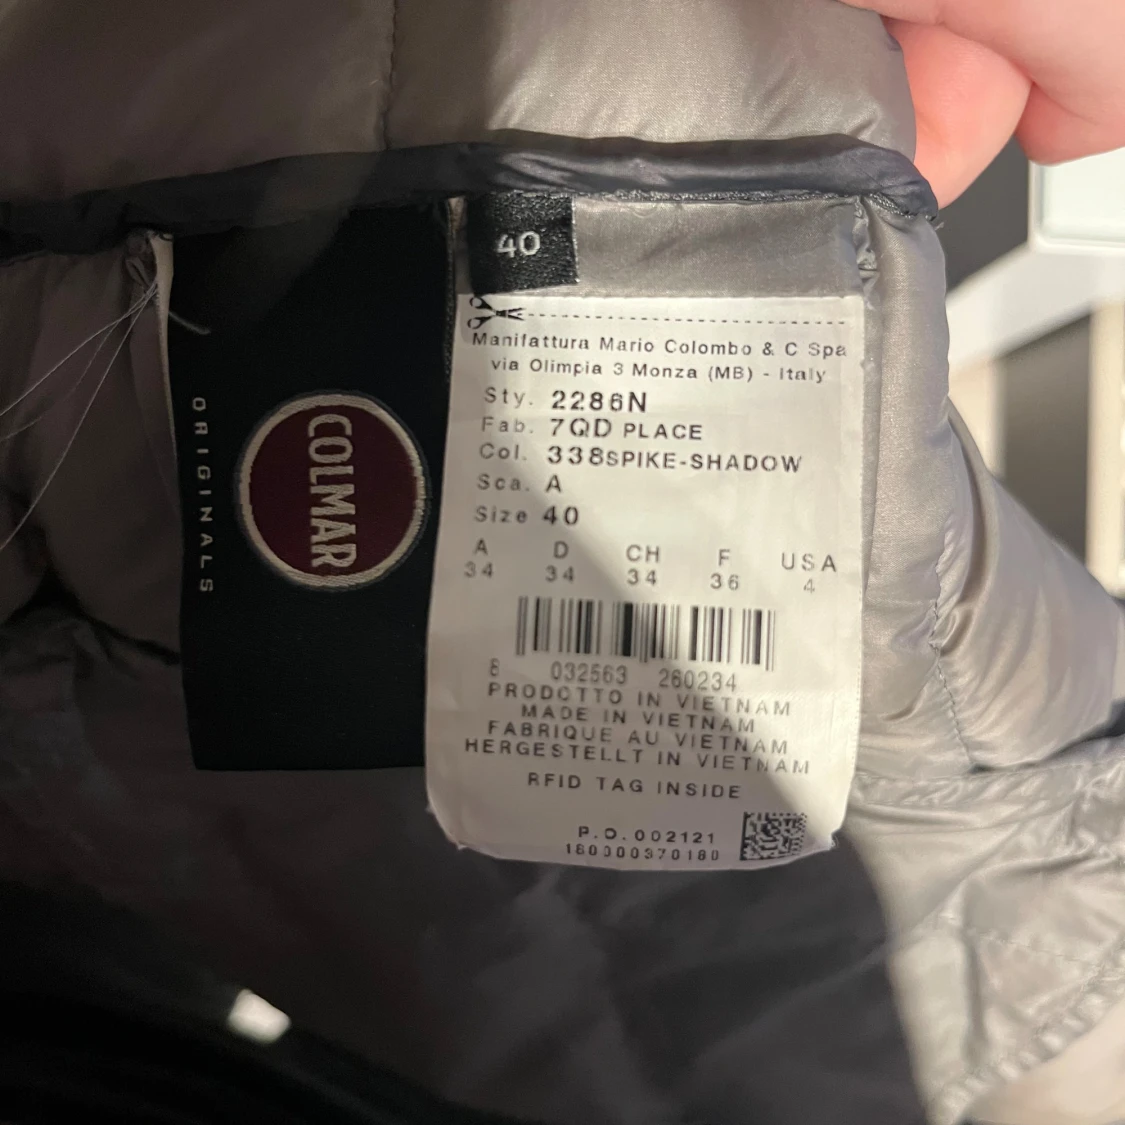 40
ORIGINALS
COLMAR
Manifattura Mario Colombo & C Spa
via Olimpia 3 Monza (MB) - Italy
Sty. 2286N
Fab. 7QD PLACE
Col. 338SPIKE-SHADOW
Sca. A
Size 40
A D CH F USA
34 34 34 36 4
8 032563 260234
PRODOTTO IN VIETNAM
MADE IN VIETNAM
FABRIQUE AU VIETNAM
HERGESTELLT IN VIETNAM
RFID TAG INSIDE
P.O.002121
160000370180